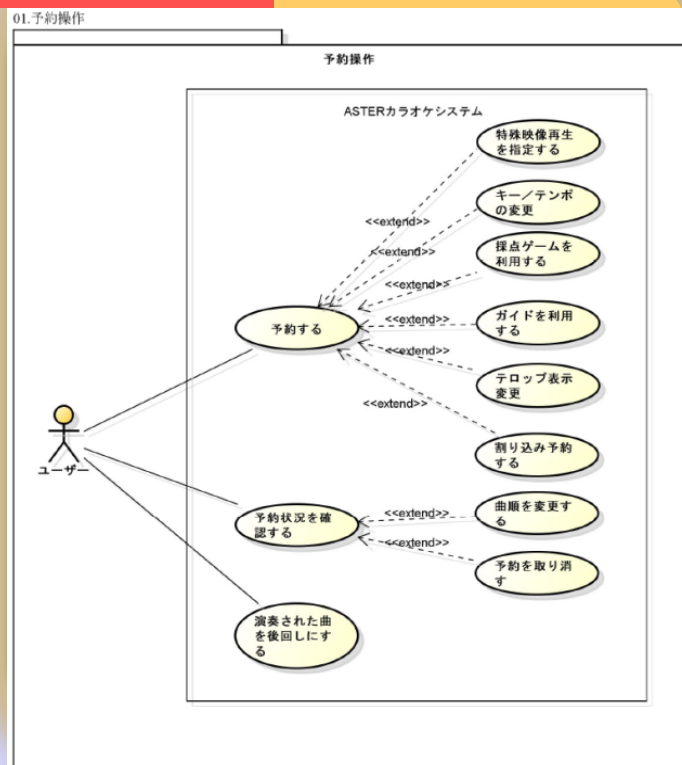 01.予約操作
予約操作
ASTERカラオケシステム
特殊映像再生
を指定する
<<extend>>
キー／テンポ
の変更
<<extend>>
採点ゲームを
利用する
<<extend>>
予約する
<<extend>>
ガイドを利用
する
<<extend>>
テロップ表示
変更
<<extend>>
割り込み予約
する
ユーザー
予約状況を確
認する
<<extend>>
曲順を変更す
る
<<extend>>
予約を取り消
す
演奏された曲
を後回しにす
る